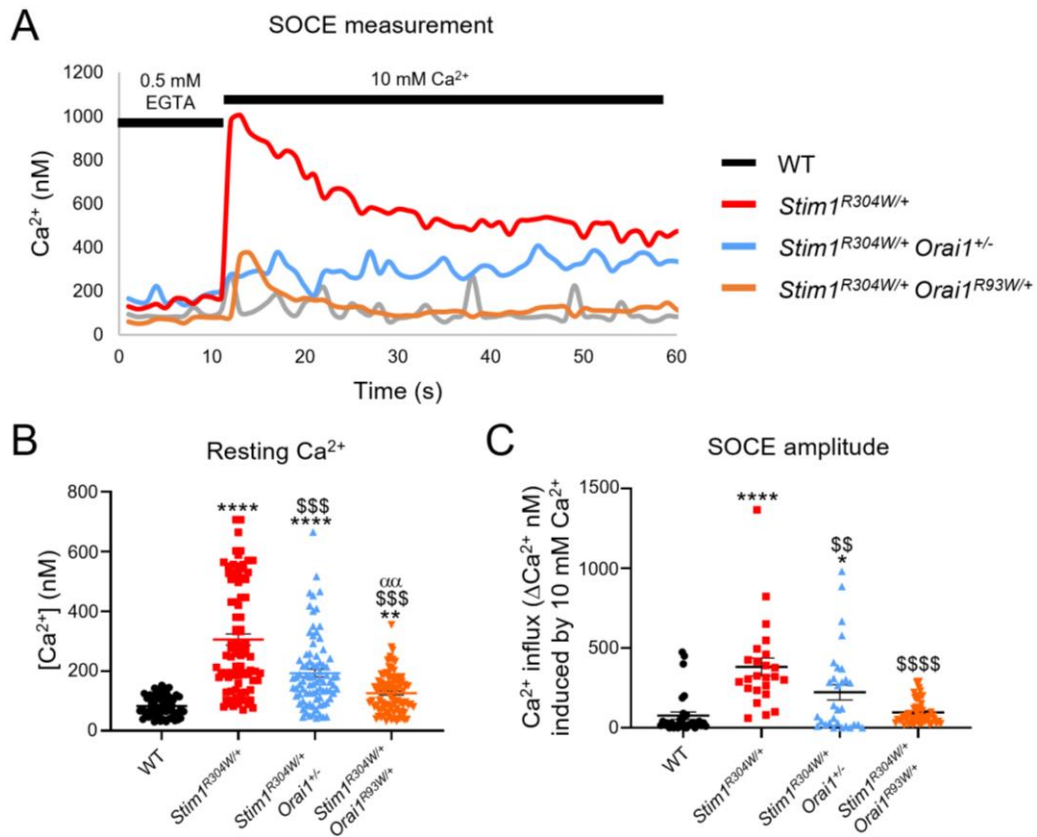 A
SOCE measurement
0.5 mM
EGTA
10 mM Ca²⁺
Ca²⁺ (nM)
1200
1000
800
600
400
200
0
0 10 20 30 40 50 60
Time (s)
WT
Stim1ᴿ³⁰⁴ᵂ/⁺
Stim1ᴿ³⁰⁴ᵂ/⁺ Orai1⁺/⁻
Stim1ᴿ³⁰⁴ᵂ/⁺ Orai1ᴿ⁹³ᵂ/⁺
B
Resting Ca²⁺
[Ca²⁺] (nM)
800
600
400
200
0
****
$$$
****
αα
$$$
**
WT
Stim1ᴿ³⁰⁴ᵂ/⁺
Stim1ᴿ³⁰⁴ᵂ/⁺
Orai1⁺/⁻
Stim1ᴿ³⁰⁴ᵂ/⁺
Orai1ᴿ⁹³ᵂ/⁺
C
SOCE amplitude
Ca²⁺ influx (ΔCa²⁺ nM)
induced by 10 mM Ca²⁺
1500
1000
500
0
****
$$
*
$$$$
WT
Stim1ᴿ³⁰⁴ᵂ/⁺
Stim1ᴿ³⁰⁴ᵂ/⁺
Orai1⁺/⁻
Stim1ᴿ³⁰⁴ᵂ/⁺
Orai1ᴿ⁹³ᵂ/⁺